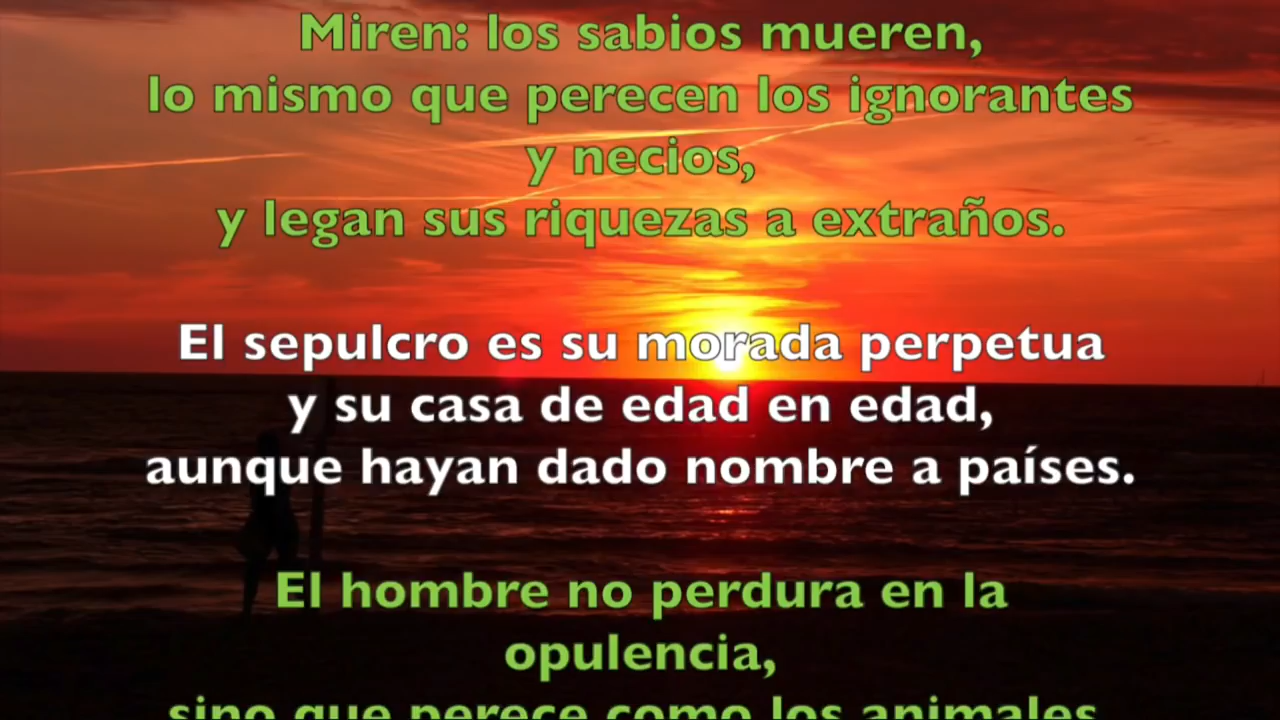 Miren: los sabios mueren,
lo mismo que perecen los ignorantes
y necios,
y legan sus riquezas a extraños.
El sepulcro es su morada perpetua
y su casa de edad en edad,
aunque hayan dado nombre a países.
El hombre no perdura en la
opulencia,
sino que perece como los animales